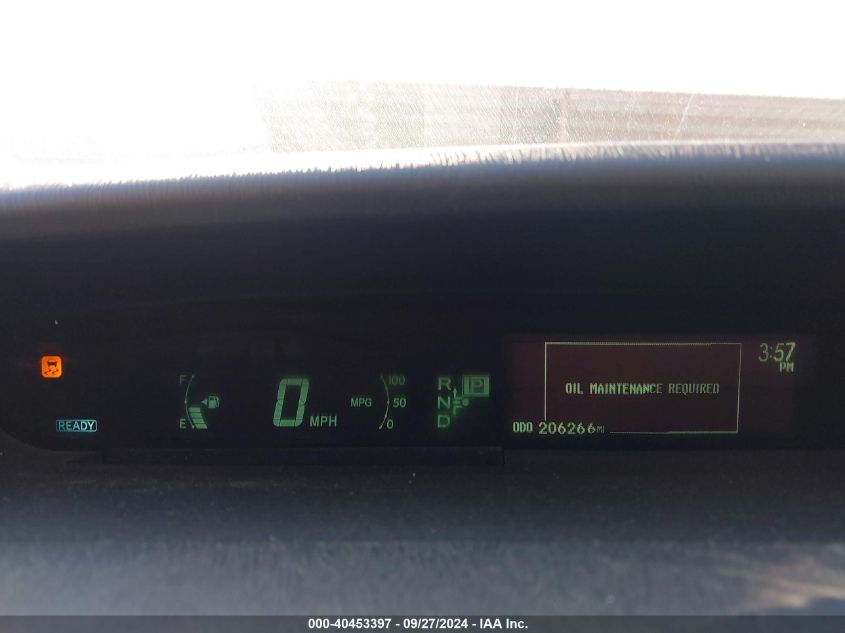 3:57
PM
F
100
R P
OIL MAINTENANCE REQUIRED
0 MPH
MPG
50
N
READY
E
0
D
ODO 206266 MI
000-40453397 - 09/27/2024 - IAA Inc.